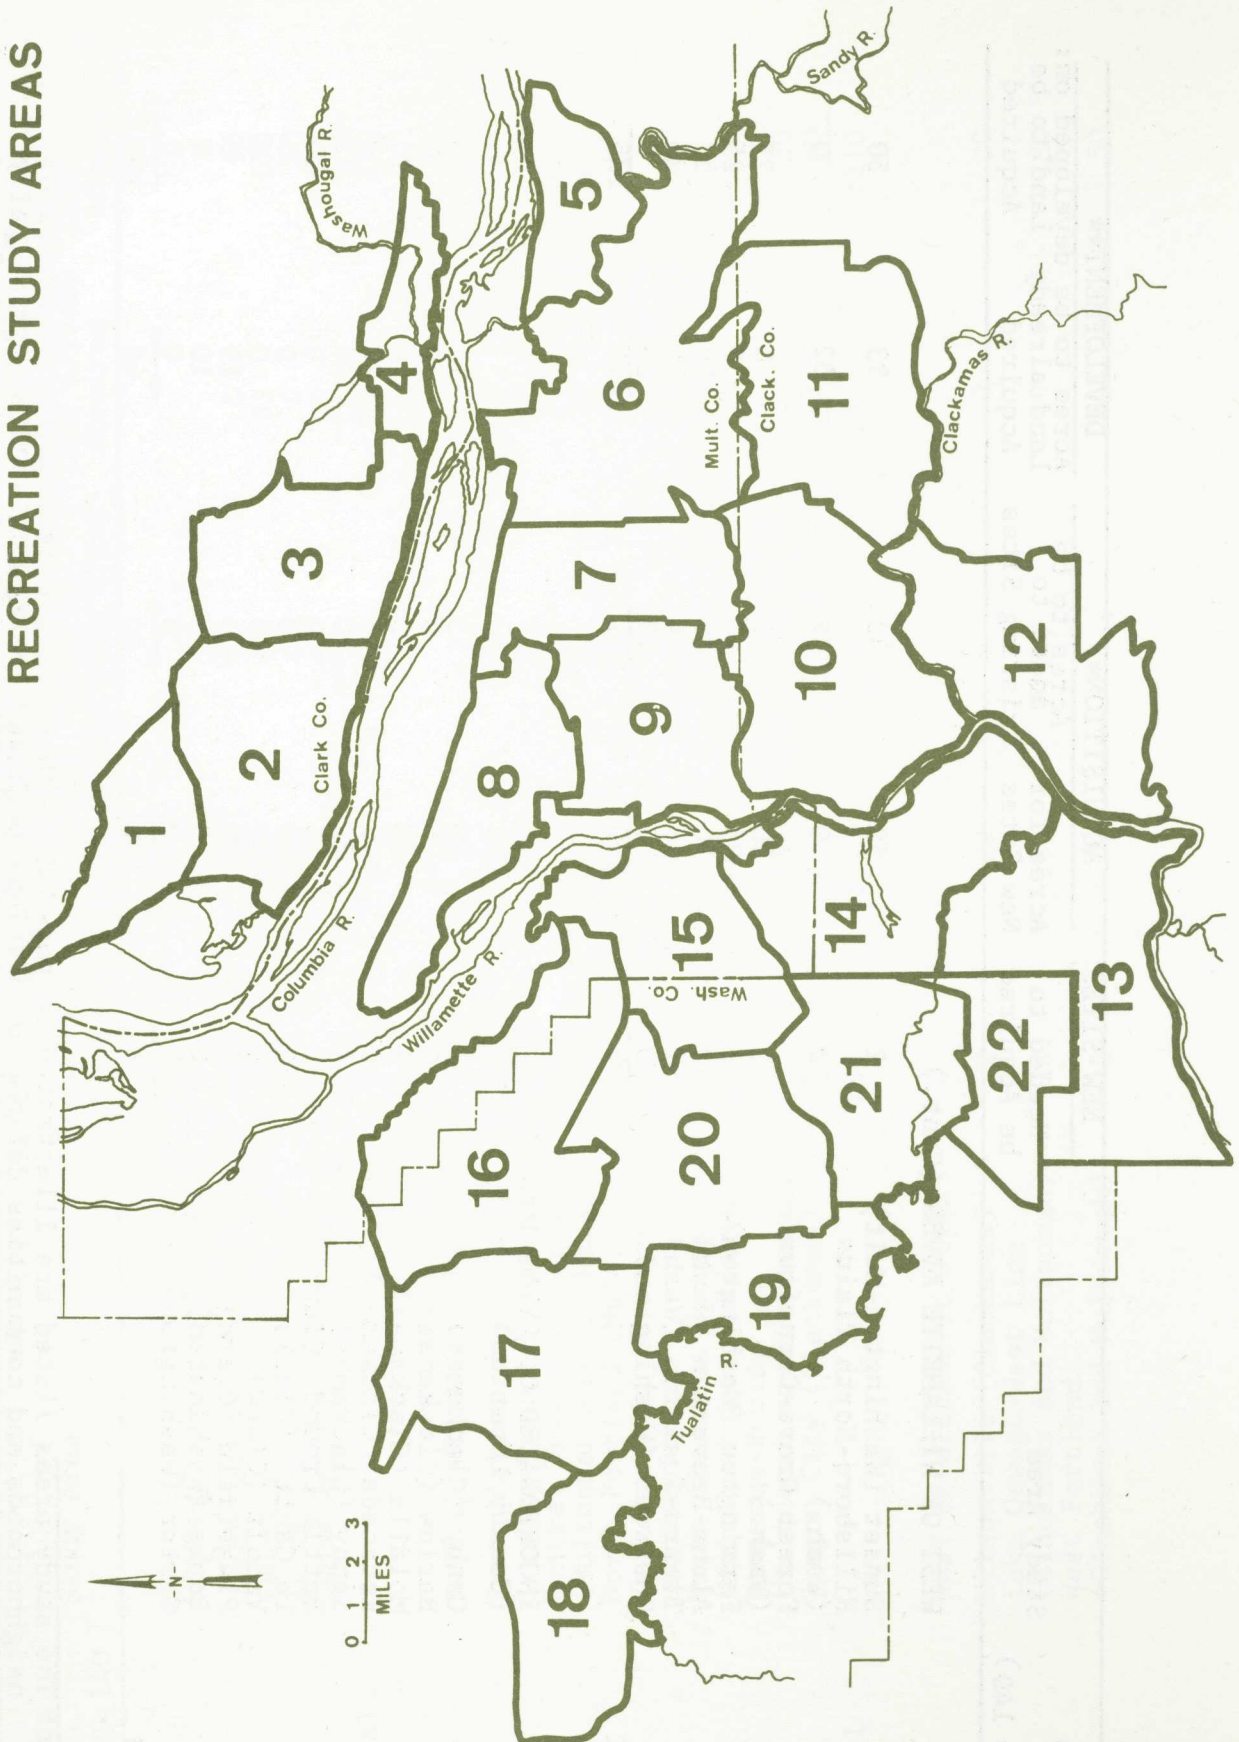 RECREATION STUDY AREAS
Washougal R.
Sandy R.
1
2
3
4
5
6
7
8
9
10
11
12
13
14
15
16
17
18
19
20
21
22
Clark Co.
Columbia R.
Willamette R.
Mult. Co.
Clack. Co.
Clackamas R.
Wash. Co.
Tualatin R.
-N-
0 1 2 3
MILES